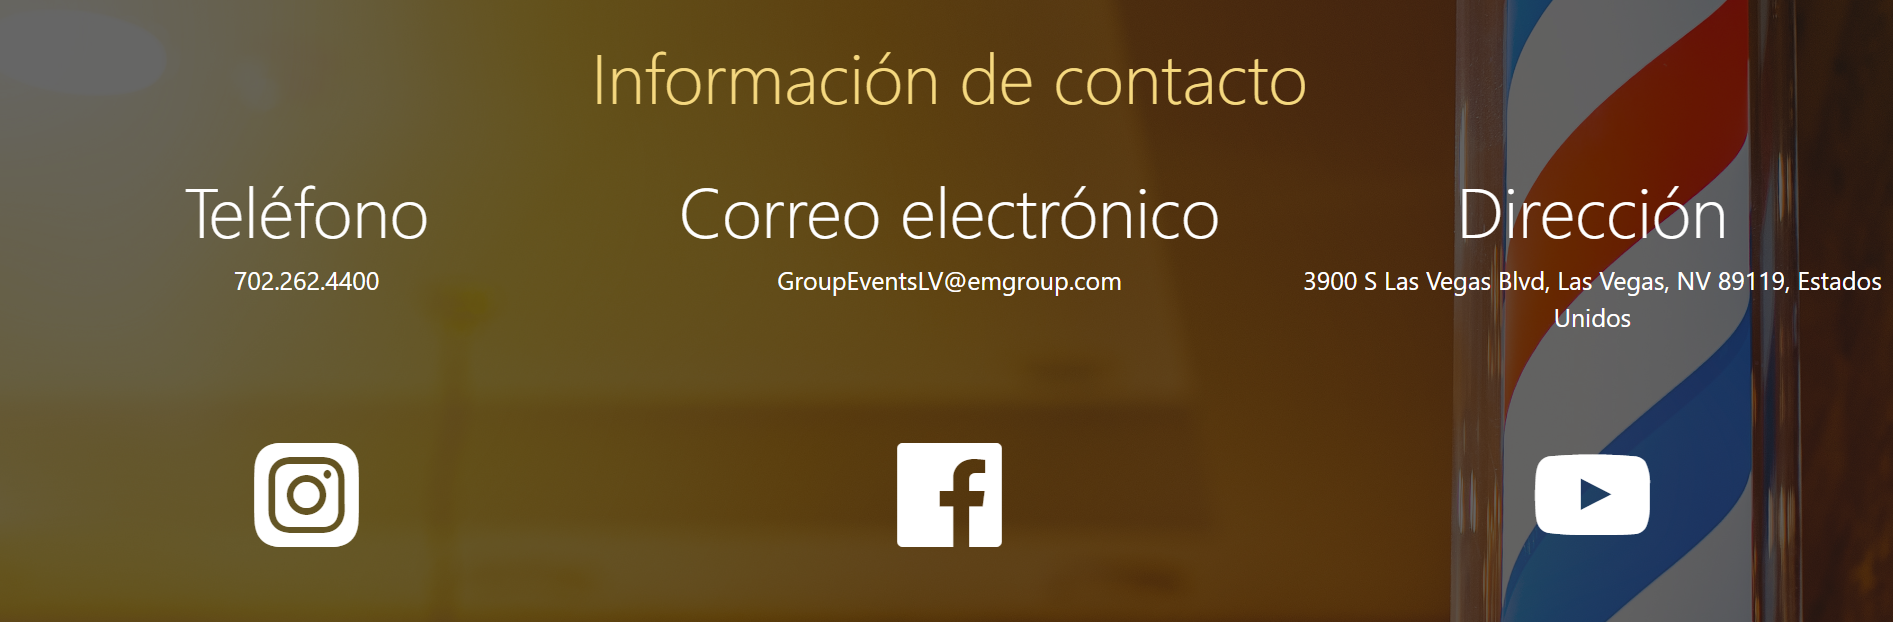 Información de contacto
Teléfono
702.262.4400
Correo electrónico
GroupEventsLV@emgroup.com
Dirección
3900 S Las Vegas Blvd, Las Vegas, NV 89119, Estados
Unidos